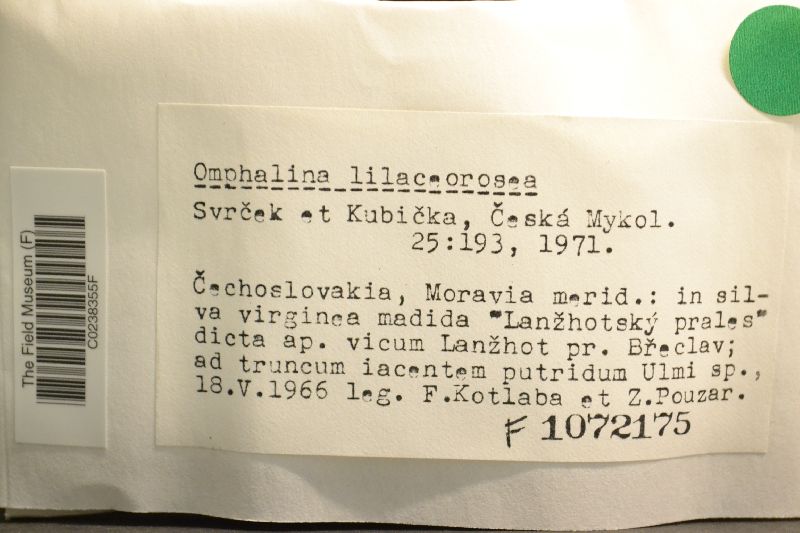 Omphalina lilaceorosea
Svrček et Kubička, Česká Mykol.
25:193, 1971.
Čechoslovakia, Moravia merid.: in sil-
va virginea madida "Lanžhotský prales"
dicta ap. vicum Lanžhot pr. Břeclav;
ad truncum iacentem putridum Ulmi sp.,
18.V.1966 leg. F.Kotlaba et Z.Pouzar.
F 1072175
The Field Museum (F)
C0238355F